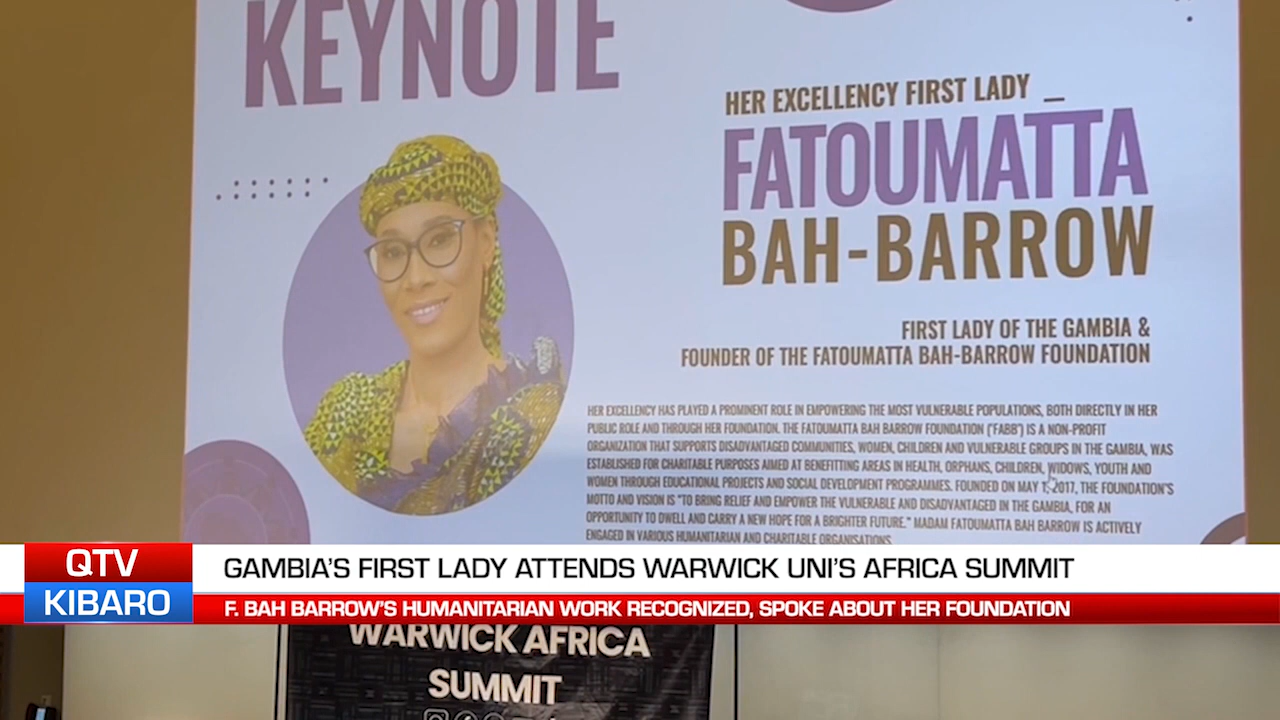 KEYNOTE
HER EXCELLENCY FIRST LADY _
FATOUMATTA
BAH-BARROW
FIRST LADY OF THE GAMBIA &
FOUNDER OF THE FATOUMATTA BAH-BARROW FOUNDATION
HER EXCELLENCY HAS PLAYED A PROMINENT ROLE IN EMPOWERING THE MOST VULNERABLE POPULATIONS, BOTH DIRECTLY IN HER
PUBLIC ROLE AND THROUGH HER FOUNDATION. THE FATOUMATTA BAH BARROW FOUNDATION ('FABB') IS A NON-PROFIT
ORGANIZATION THAT SUPPORTS DISADVANTAGED COMMUNITIES, WOMEN, CHILDREN AND VULNERABLE GROUPS IN THE GAMBIA, WAS
ESTABLISHED FOR CHARITABLE PURPOSES AIMED AT BENEFITTING AREAS IN HEALTH, ORPHANS, CHILDREN, WIDOWS, YOUTH AND
WOMEN THROUGH EDUCATIONAL PROJECTS AND SOCIAL DEVELOPMENT PROGRAMMES. FOUNDED ON MAY 1, 2017, THE FOUNDATION'S
MOTTO AND VISION IS "TO BRING RELIEF AND EMPOWER THE VULNERABLE AND DISADVANTAGED IN THE GAMBIA, FOR AN
OPPORTUNITY TO DWELL AND CARRY A NEW HOPE FOR A BRIGHTER FUTURE." MADAM FATOUMATTA BAH BARROW IS ACTIVELY
ENGAGED IN VARIOUS HUMANITARIAN AND CHARITABLE ORGANISATIONS.
QTV
KIBARO
GAMBIA'S FIRST LADY ATTENDS WARWICK UNI'S AFRICA SUMMIT
F. BAH BARROW'S HUMANITARIAN WORK RECOGNIZED, SPOKE ABOUT HER FOUNDATION
WARWICK AFRICA
SUMMIT